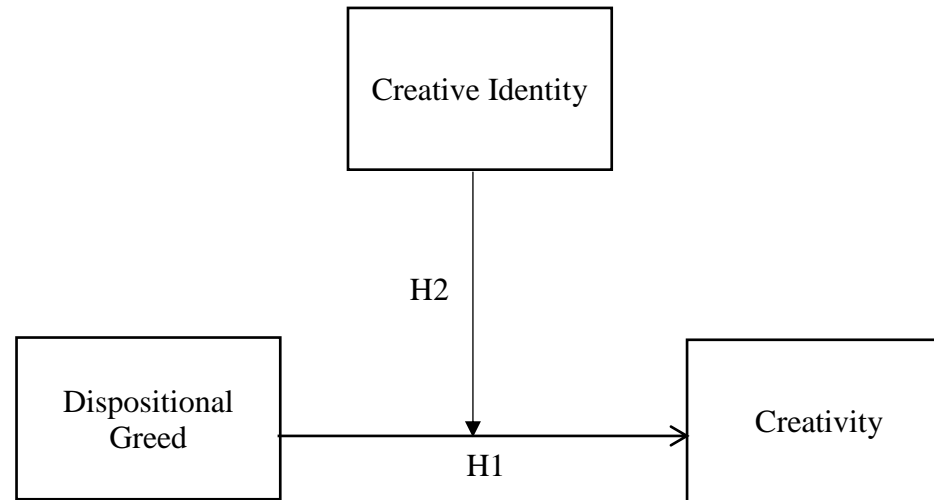 Creative Identity
H2
Dispositional
Greed
Creativity
H1